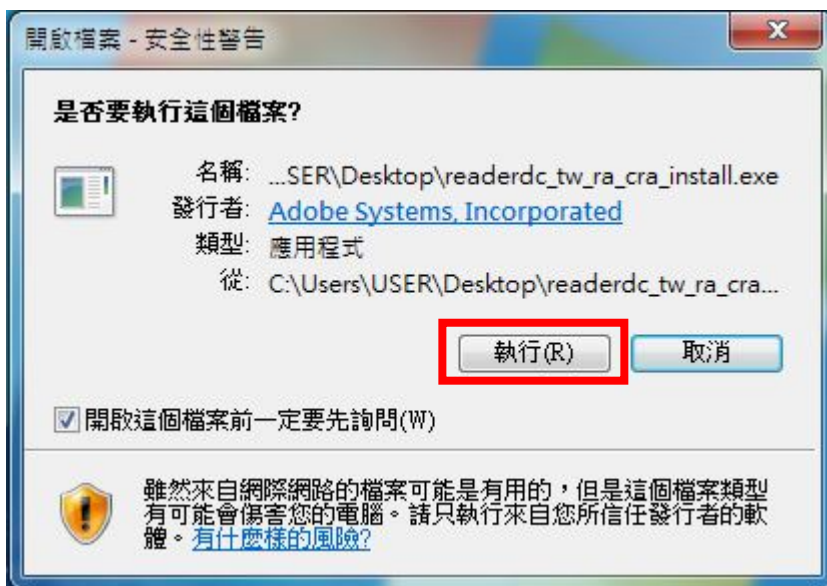 開啟檔案 - 安全性警告
是否要執行這個檔案?
名稱: ...SER\Desktop\readerdc_tw_ra_cra_install.exe
發行者: Adobe Systems, Incorporated
類型: 應用程式
從: C:\Users\USER\Desktop\readerdc_tw_ra_cra...
執行(R) 取消
開啟這個檔案前一定要先詢問(W)
雖然來自網際網路的檔案可能是有用的，但是這個檔案類型
有可能會傷害您的電腦。請只執行來自您所信任發行者的軟
體。有什麼樣的風險?